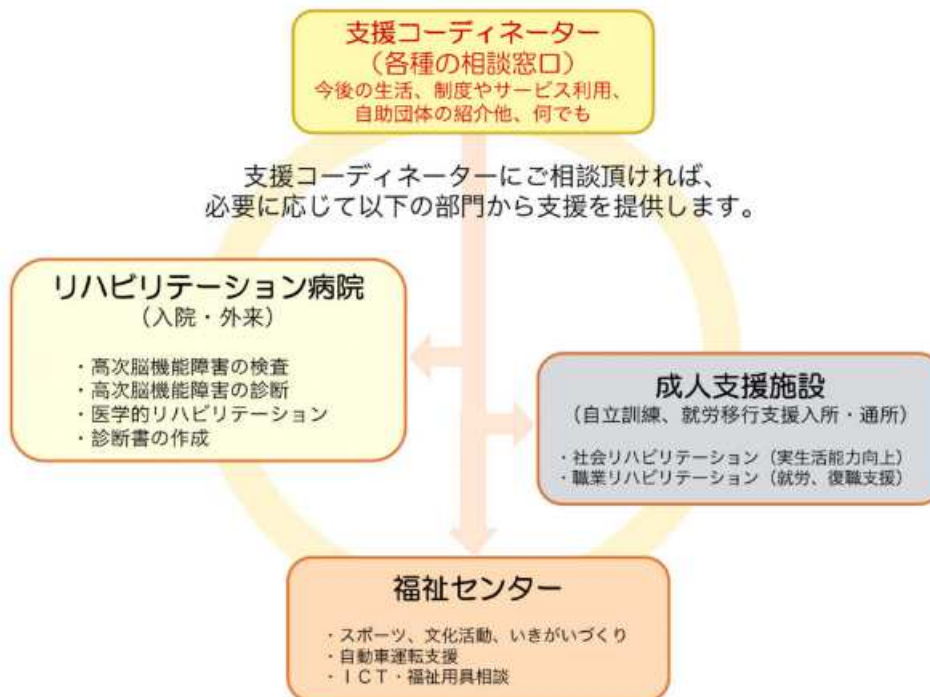 支援コーディネーター
（各種の相談窓口）
今後の生活、制度やサービス利用、
自助団体の紹介他、何でも
支援コーディネーターにご相談頂ければ、
必要に応じて以下の部門から支援を提供します。
リハビリテーション病院
（入院・外来）
・高次脳機能障害の検査
・高次脳機能障害の診断
・医学的リハビリテーション
・診断書の作成
成人支援施設
（自立訓練、就労移行支援入所・通所）
・社会リハビリテーション（実生活能力向上）
・職業リハビリテーション（就労、復職支援）
福祉センター
・スポーツ、文化活動、いきがいづくり
・自動車運転支援
・ＩＣＴ・福祉用具相談